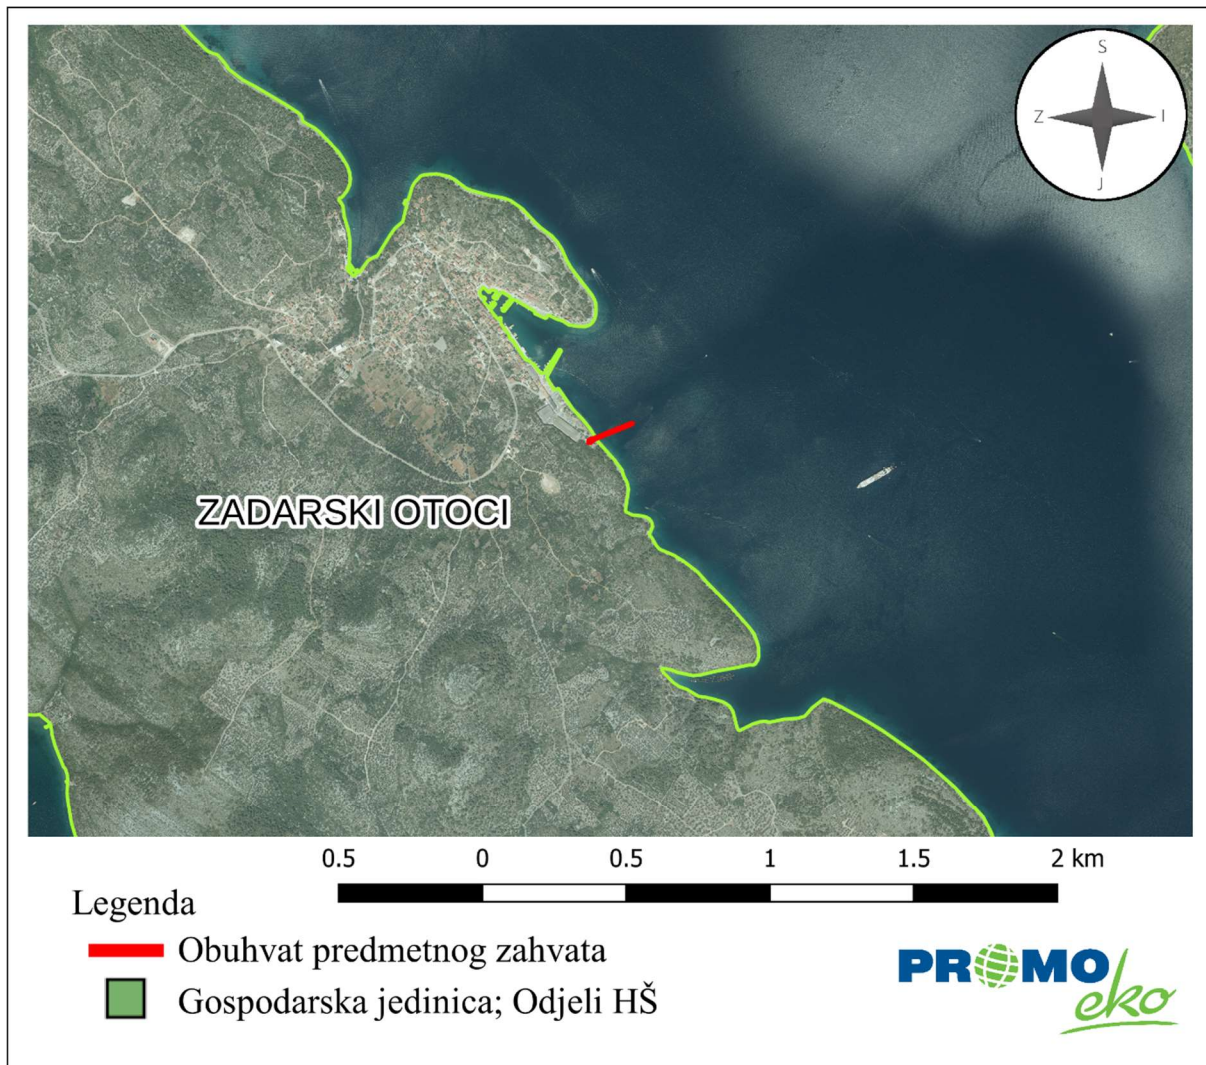 S
Z I
J
ZADARSKI OTOCI
0.5 0 0.5 1 1.5 2 km
Legenda
Obuhvat predmetnog zahvata
Gospodarska jedinica; Odjeli HŠ
PROMO
eko